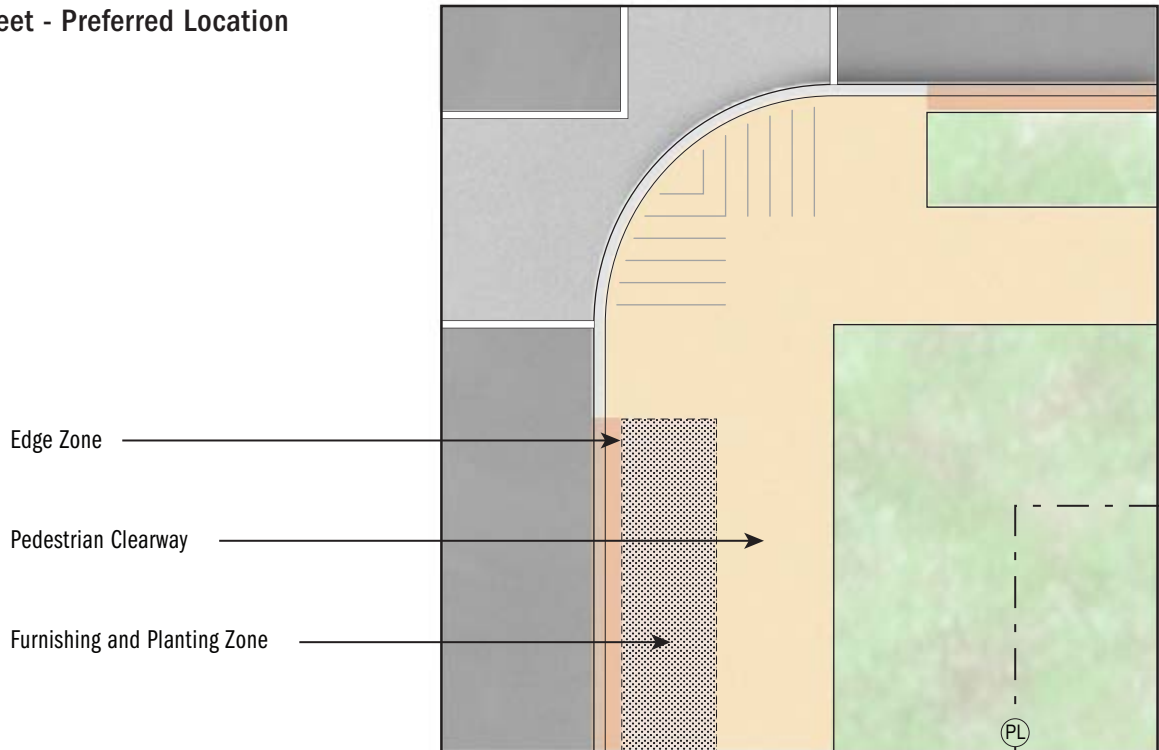 eet - Preferred Location
Edge Zone
Pedestrian Clearway
Furnishing and Planting Zone
PL